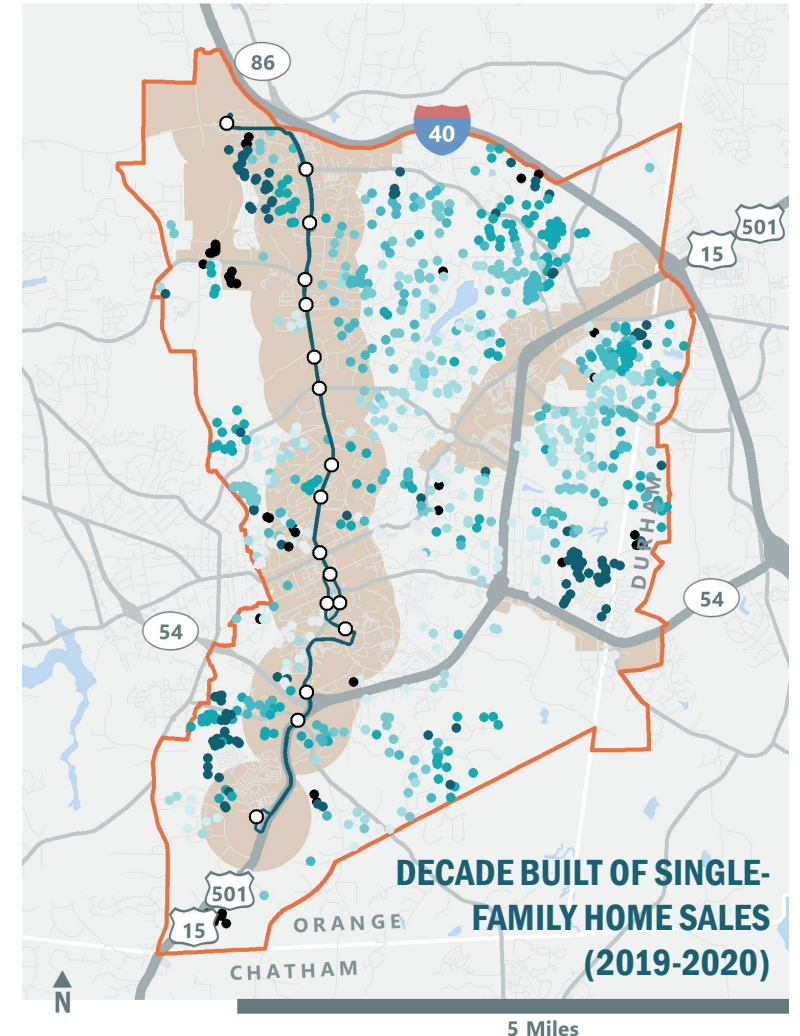 86
40
501
15
DURHAM
54
54
DECADE BUILT OF SINGLE-
FAMILY HOME SALES
(2019-2020)
501
15
ORANGE
CHATHAM
N
5 Miles